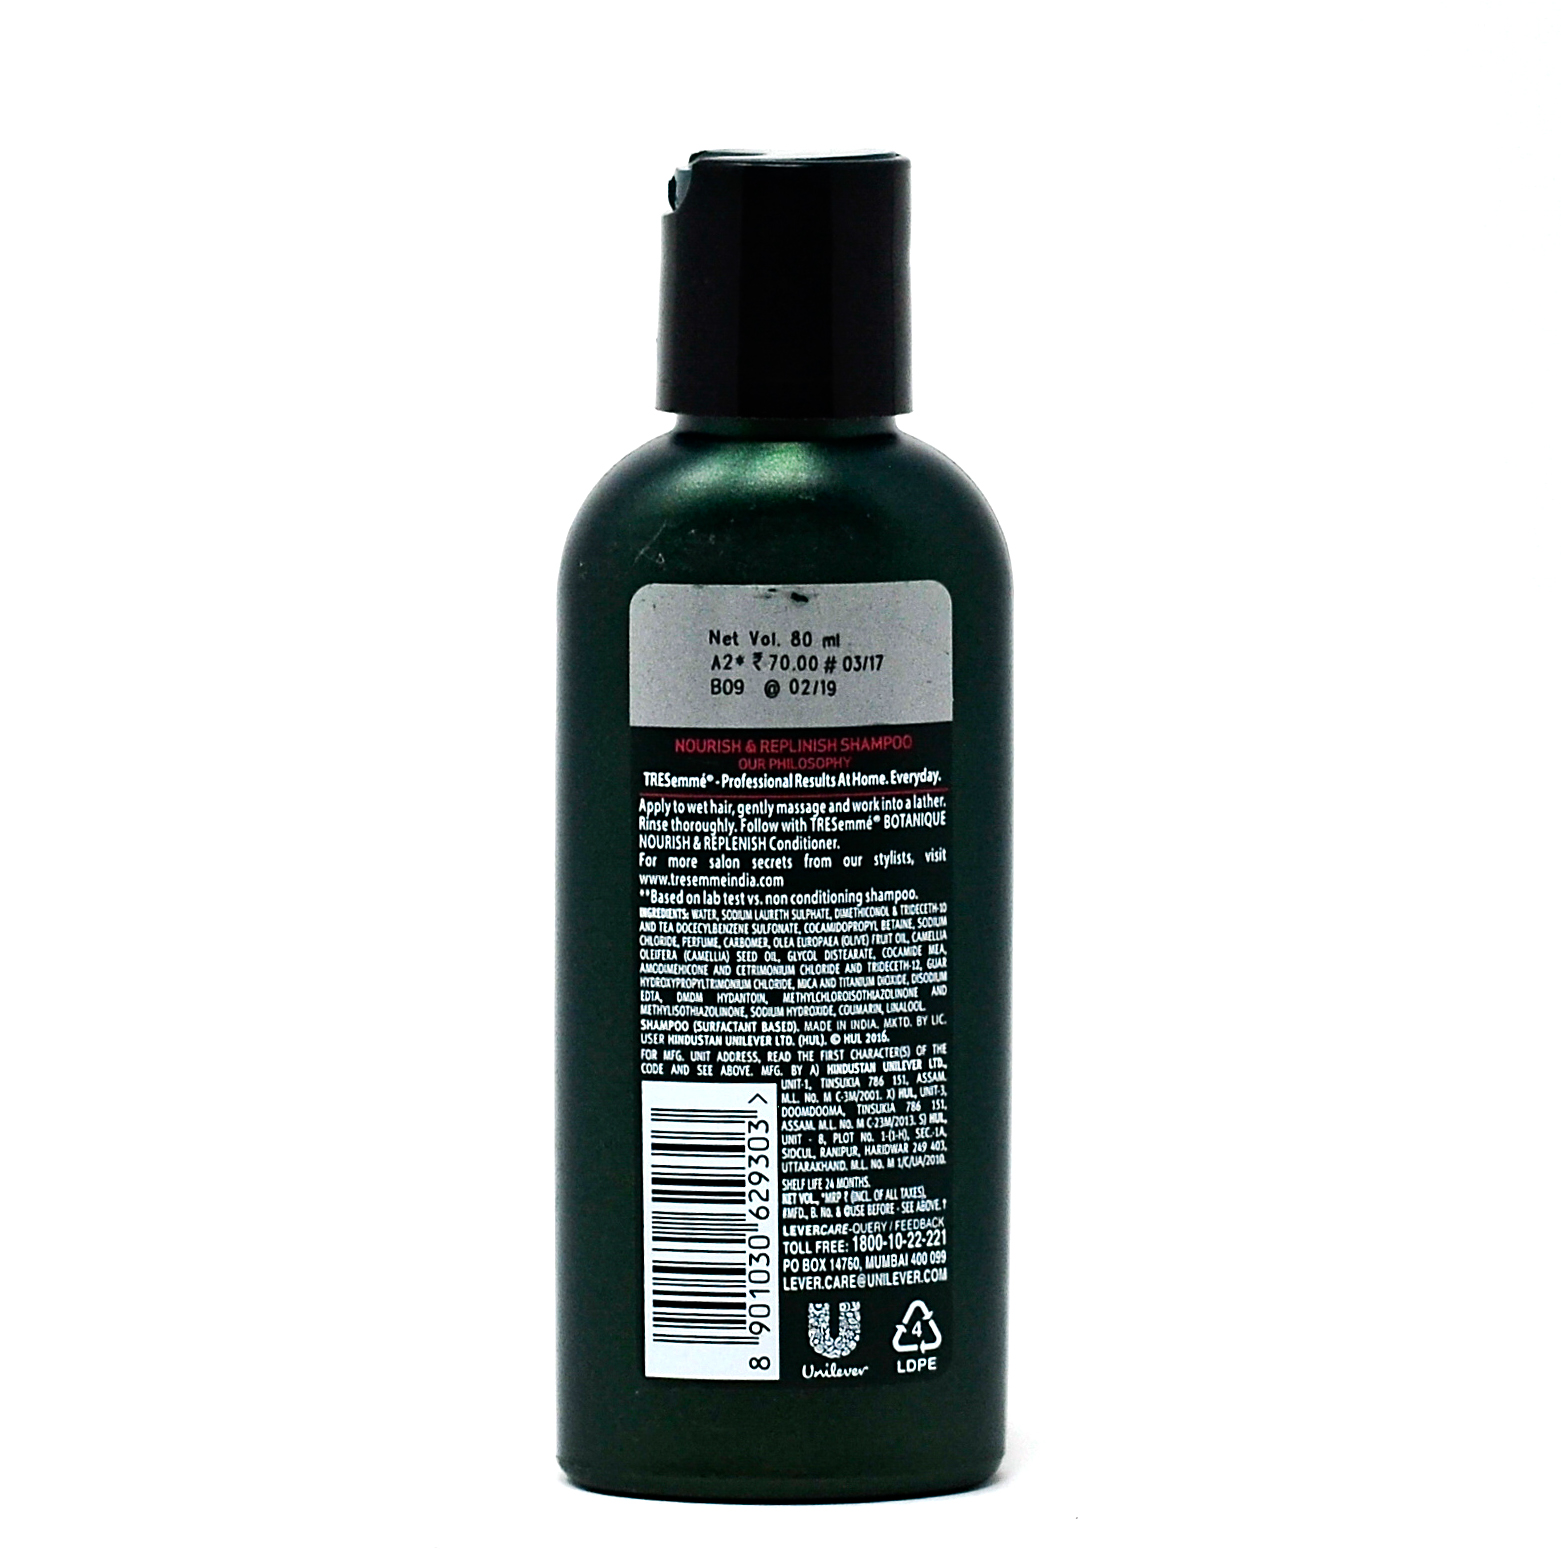 Net Vol. 80 ml
A2* ₹ 70.00 # 03/17
B09 @ 02/19
NOURISH & REPLINISH SHAMPOO
OUR PHILOSOPHY
TRESemmé® - Professional Results At Home. Everyday.
Apply to wet hair, gently massage and work into a lather.
Rinse thoroughly. Follow with TRESemmé® BOTANIQUE
NOURISH & REPLENISH Conditioner.
For more salon secrets from our stylists, visit
www.tresemmeindia.com
**Based on lab test vs. non conditioning shampoo.
INGREDIENTS: WATER, SODIUM LAURETH SULPHATE, DIMETHICONOL & TRIDECETH-10
AND TEA DOCECYLBENZENE SULFONATE, COCAMIDOPROPYL BETAINE, SODIUM
CHLORIDE, PERFUME, CARBOMER, OLEA EUROPAEA (OLIVE) FRUIT OIL, CAMELLIA
OLEIFERA (CAMELLIA) SEED OIL, GLYCOL DISTEARATE, COCAMIDE MEA,
AMODIMEHICONE AND CETRIMONIUM CHLORIDE AND TRIDECETH-12, GUAR
HYDROXYPROPYLTRIMONIUM CHLORIDE, MICA AND TITANIUM DIOXIDE, DISODIUM
EDTA, DMDM HYDANTOIN, METHYLCHLOROISOTHIAZOLINONE AND
METHYLISOTHIAZOLINONE, SODIUM HYDROXIDE, COUMARIN, LINALOOL.
SHAMPOO (SURFACTANT BASED). MADE IN INDIA. MKTD. BY LIC.
USER HINDUSTAN UNILEVER LTD. (HUL). © HUL 2016.
FOR MFG. UNIT ADDRESS, READ THE FIRST CHARACTER(S) OF THE
CODE AND SEE ABOVE. MFG. BY A) HINDUSTAN UNILEVER LTD.,
UNIT-1, TINSUKIA 786 151, ASSAM.
M.L. No. M C-3M/2001. X) HUL, UNIT-3,
DOOMDOOMA, TINSUKIA 786 151,
ASSAM. M.L. No. M C-23M/2013. S) HUL,
UNIT - 8, PLOT No. 1-(1-H), SEC.-1A,
SIDCUL, RANIPUR, HARIDWAR 249 403,
UTTARAKHAND. M.L. No. M 1/C/UA/2010.
SHELF LIFE 24 MONTHS.
NET VOL., *MRP ₹ (INCL. OF ALL TAXES),
#MFD., B. No. & @USE BEFORE - SEE ABOVE. ↑
LEVERCARE-QUERY / FEEDBACK
TOLL FREE: 1800-10-22-221
PO BOX 14760, MUMBAI 400 099
LEVER.CARE@UNILEVER.COM
8 901030 629303 >
Unilever
4
LDPE